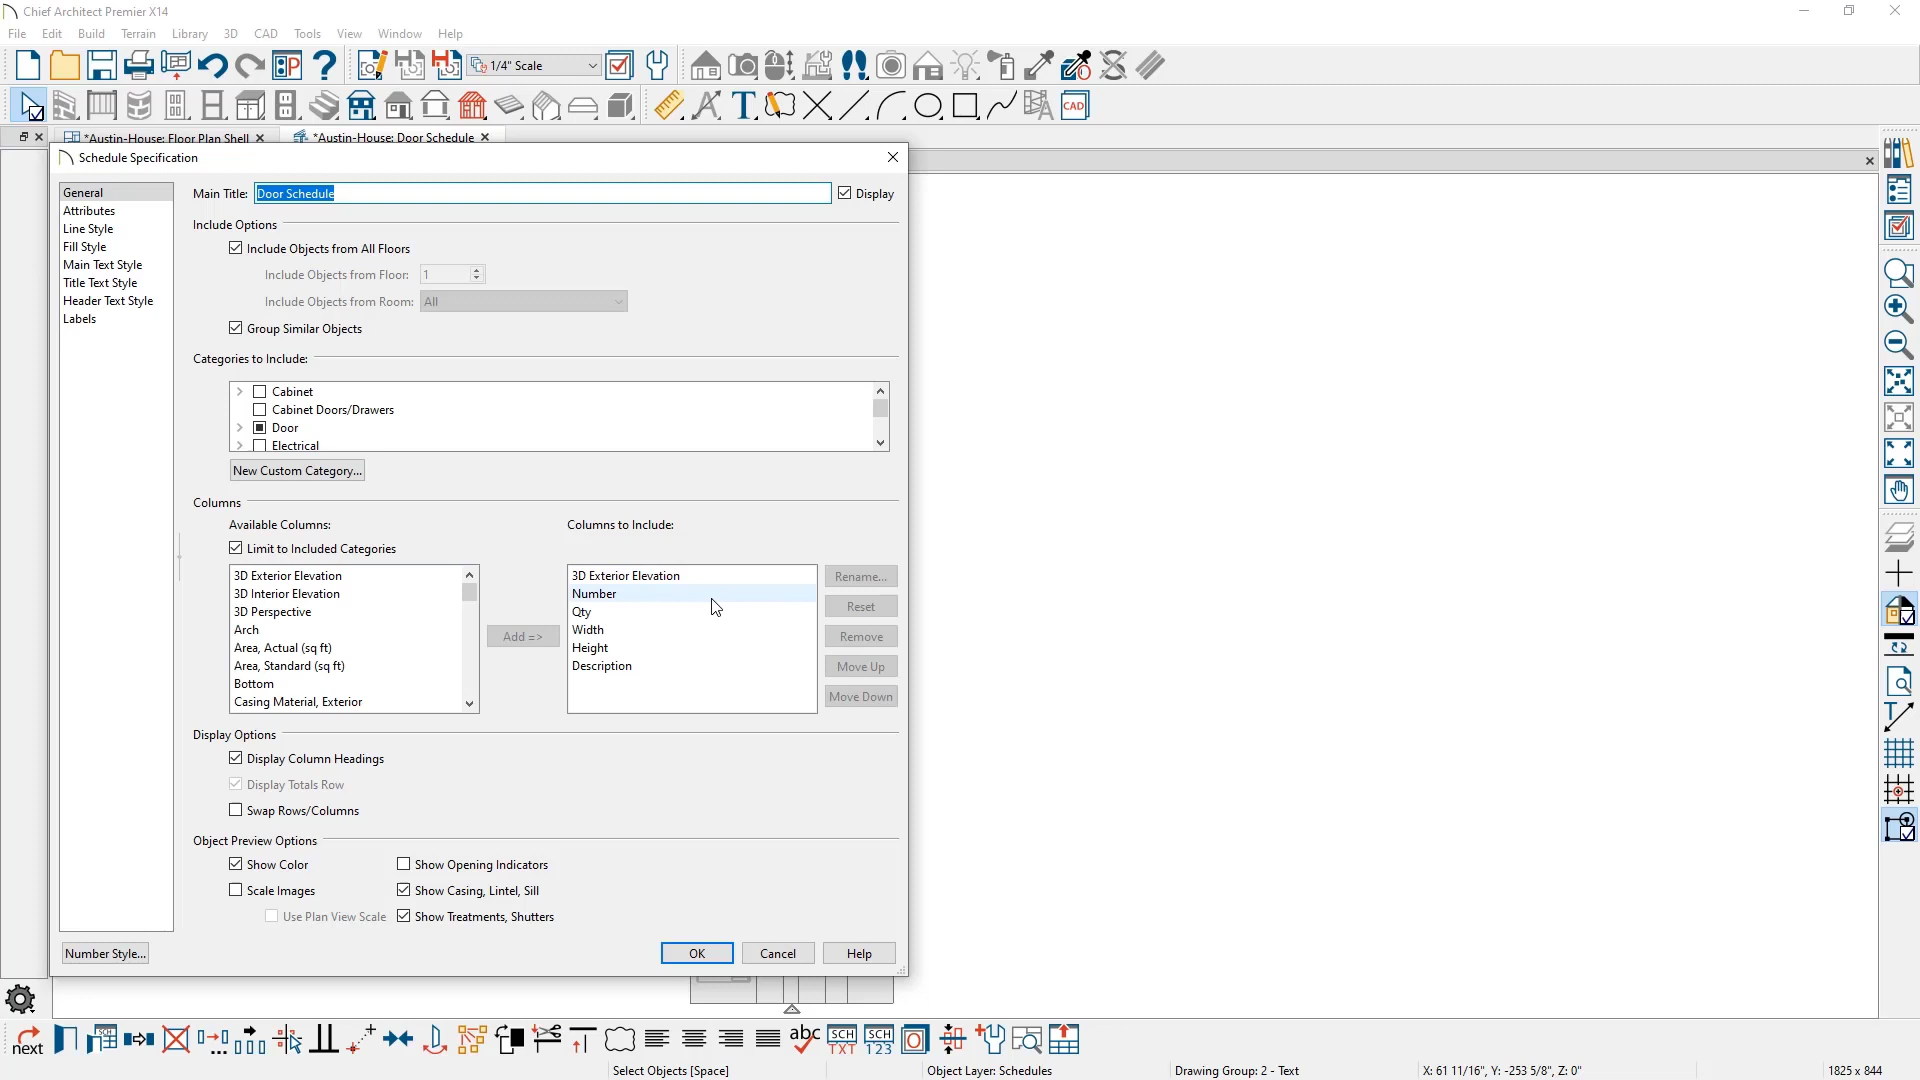 Chief Architect Premier X14
File Edit Build Terrain Library 3D CAD Tools View Window Help
1/4" Scale
CAD
*Austin-House: Floor Plan Shell
*Austin-House: Door Schedule
Schedule Specification
General
Attributes
Line Style
Fill Style
Main Text Style
Title Text Style
Header Text Style
Labels
Main Title: Door Schedule Display
Include Options
Include Objects from All Floors
Include Objects from Floor: 1
Include Objects from Room: All
Group Similar Objects
Categories to Include:
Cabinet
Cabinet Doors/Drawers
Door
Electrical
New Custom Category...
Columns
Available Columns:
Limit to Included Categories
3D Exterior Elevation
3D Interior Elevation
3D Perspective
Arch
Area, Actual (sq ft)
Area, Standard (sq ft)
Bottom
Casing Material, Exterior
Add =>
Columns to Include:
3D Exterior Elevation
Number
Qty
Width
Height
Description
Rename...
Reset
Remove
Move Up
Move Down
Display Options
Display Column Headings
Display Totals Row
Swap Rows/Columns
Object Preview Options
Show Color
Show Opening Indicators
Scale Images
Show Casing, Lintel, Sill
Use Plan View Scale
Show Treatments, Shutters
Number Style...
OK
Cancel
Help
next
SCH
abc
SCH
TXT
SCH
123
Select Objects [Space]
Object Layer: Schedules
Drawing Group: 2 - Text
X: 61 11/16", Y: -253 5/8", Z: 0"
1825 x 844